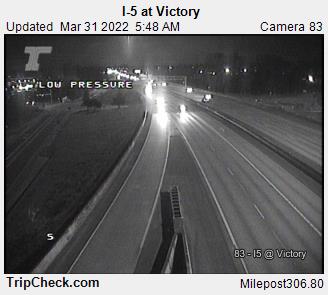 I-5 at Victory
Updated Mar 31 2022 5:48 AM Camera 83
T
LOW PRESSURE
S
83 - I5 @ Victory
TripCheck.com Milepost306.80